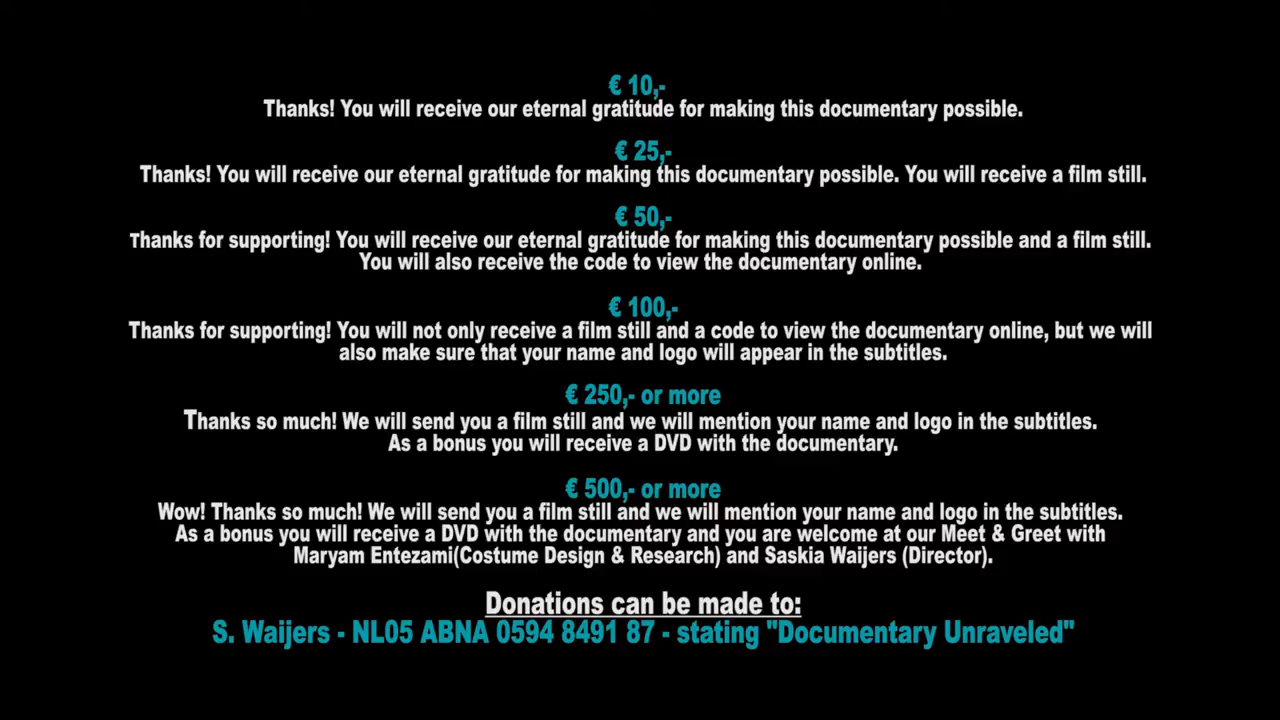 € 10,-
Thanks! You will receive our eternal gratitude for making this documentary possible.
€ 25,-
Thanks! You will receive our eternal gratitude for making this documentary possible. You will receive a film still.
€ 50,-
Thanks for supporting! You will receive our eternal gratitude for making this documentary possible and a film still.
You will also receive the code to view the documentary online.
€ 100,-
Thanks for supporting! You will not only receive a film still and a code to view the documentary online, but we will
also make sure that your name and logo will appear in the subtitles.
€ 250,- or more
Thanks so much! We will send you a film still and we will mention your name and logo in the subtitles.
As a bonus you will receive a DVD with the documentary.
€ 500,- or more
Wow! Thanks so much! We will send you a film still and we will mention your name and logo in the subtitles.
As a bonus you will receive a DVD with the documentary and you are welcome at our Meet & Greet with
Maryam Entezami(Costume Design & Research) and Saskia Waijers (Director).
Donations can be made to:
S. Waijers - NL05 ABNA 0594 8491 87 - stating "Documentary Unraveled"